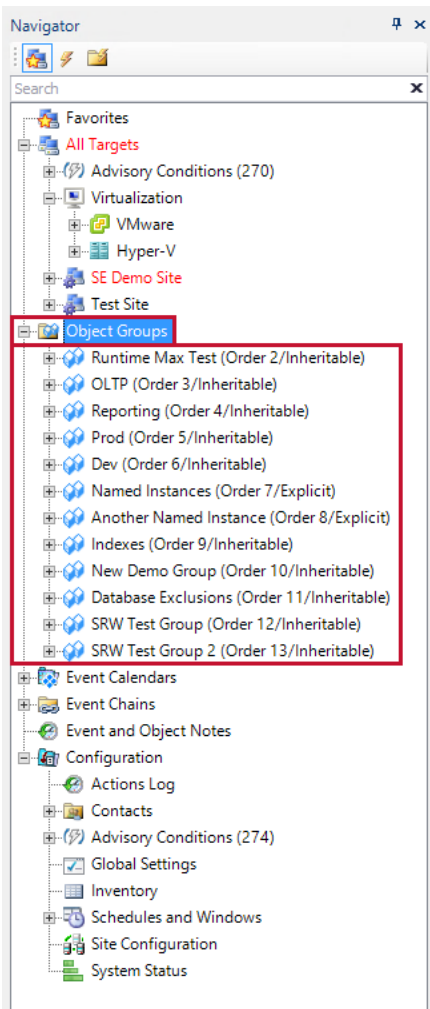 Navigator
Search
Favorites
All Targets
Advisory Conditions (270)
Virtualization
VMware
Hyper-V
SE Demo Site
Test Site
Object Groups
Runtime Max Test (Order 2/Inheritable)
OLTP (Order 3/Inheritable)
Reporting (Order 4/Inheritable)
Prod (Order 5/Inheritable)
Dev (Order 6/Inheritable)
Named Instances (Order 7/Explicit)
Another Named Instance (Order 8/Explicit)
Indexes (Order 9/Inheritable)
New Demo Group (Order 10/Inheritable)
Database Exclusions (Order 11/Inheritable)
SRW Test Group (Order 12/Inheritable)
SRW Test Group 2 (Order 13/Inheritable)
Event Calendars
Event Chains
Event and Object Notes
Configuration
Actions Log
Contacts
Advisory Conditions (274)
Global Settings
Inventory
Schedules and Windows
Site Configuration
System Status